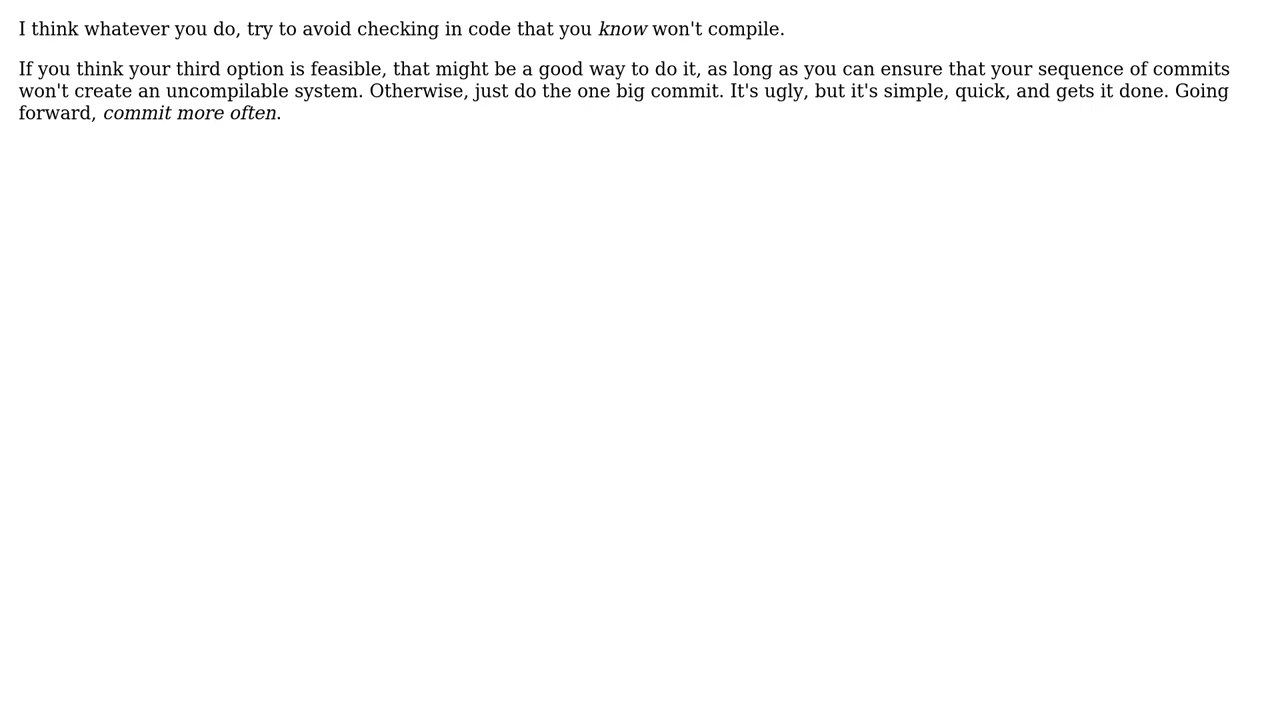 I think whatever you do, try to avoid checking in code that you know won't compile.
If you think your third option is feasible, that might be a good way to do it, as long as you can ensure that your sequence of commits
won't create an uncompilable system. Otherwise, just do the one big commit. It's ugly, but it's simple, quick, and gets it done. Going
forward, commit more often.